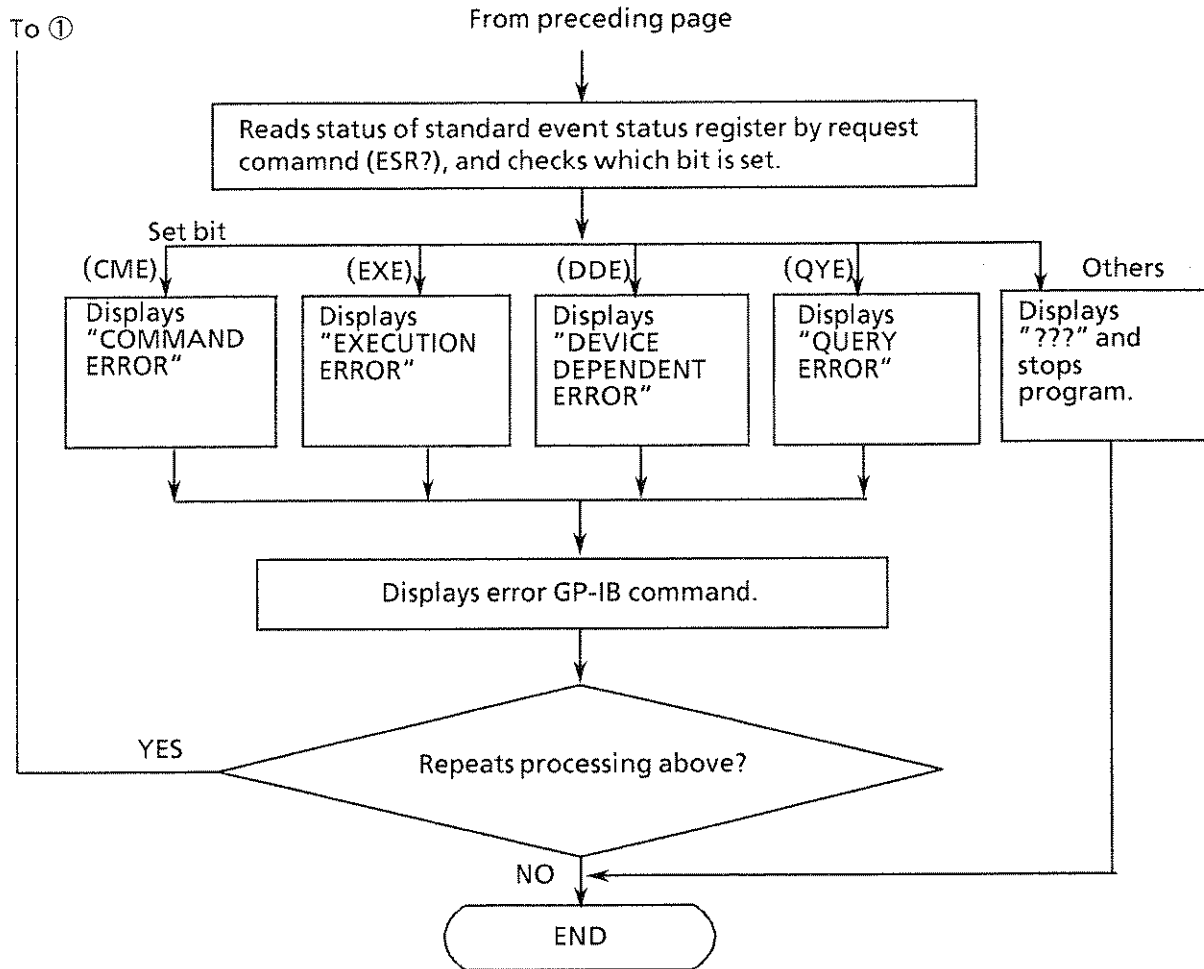 To ①
From preceding page
Reads status of standard event status register by request
comamnd (ESR?), and checks which bit is set.
Set bit
(CME)
(EXE)
(DDE)
(QYE)
Others
Displays
"COMMAND
ERROR"
Displays
"EXECUTION
ERROR"
Displays
"DEVICE
DEPENDENT
ERROR"
Displays
"QUERY
ERROR"
Displays
"???" and
stops
program.
Displays error GP-IB command.
YES
Repeats processing above?
NO
END